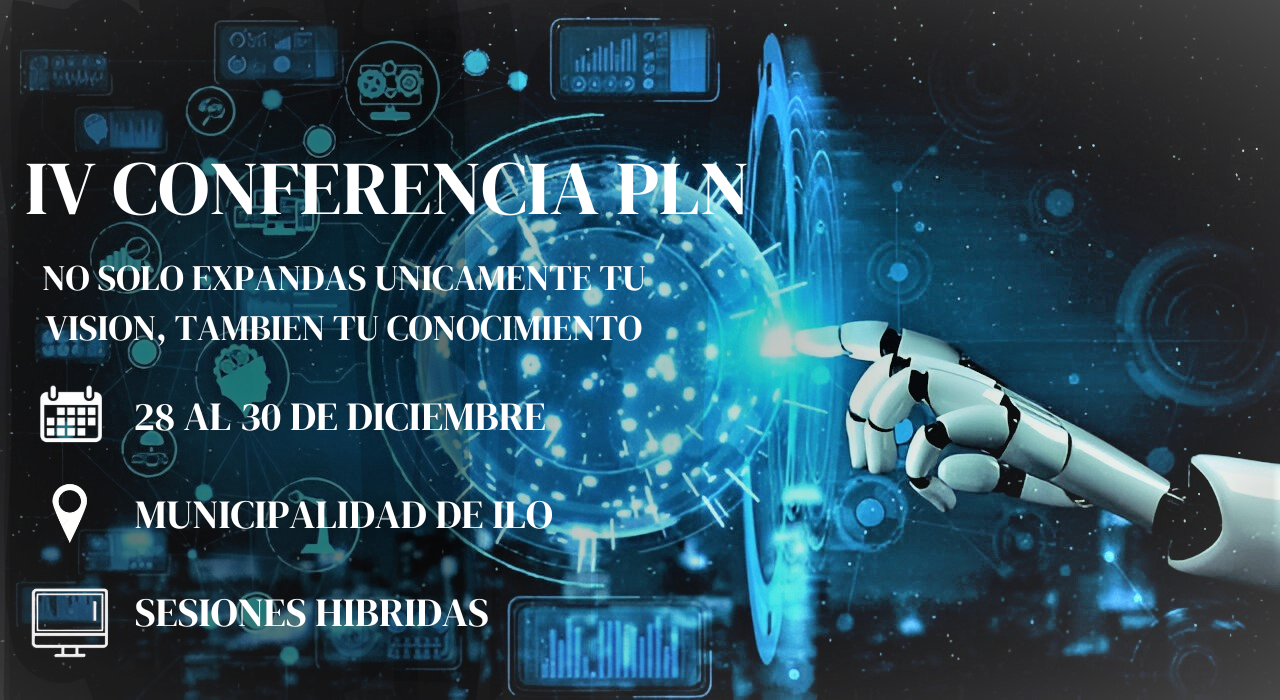 IV CONFERENCIA PLN
NO SOLO EXPANDAS UNICAMENTE TU
VISION, TAMBIEN TU CONOCIMIENTO
28 AL 30 DE DICIEMBRE
MUNICIPALIDAD DE ILO
SESIONES HIBRIDAS